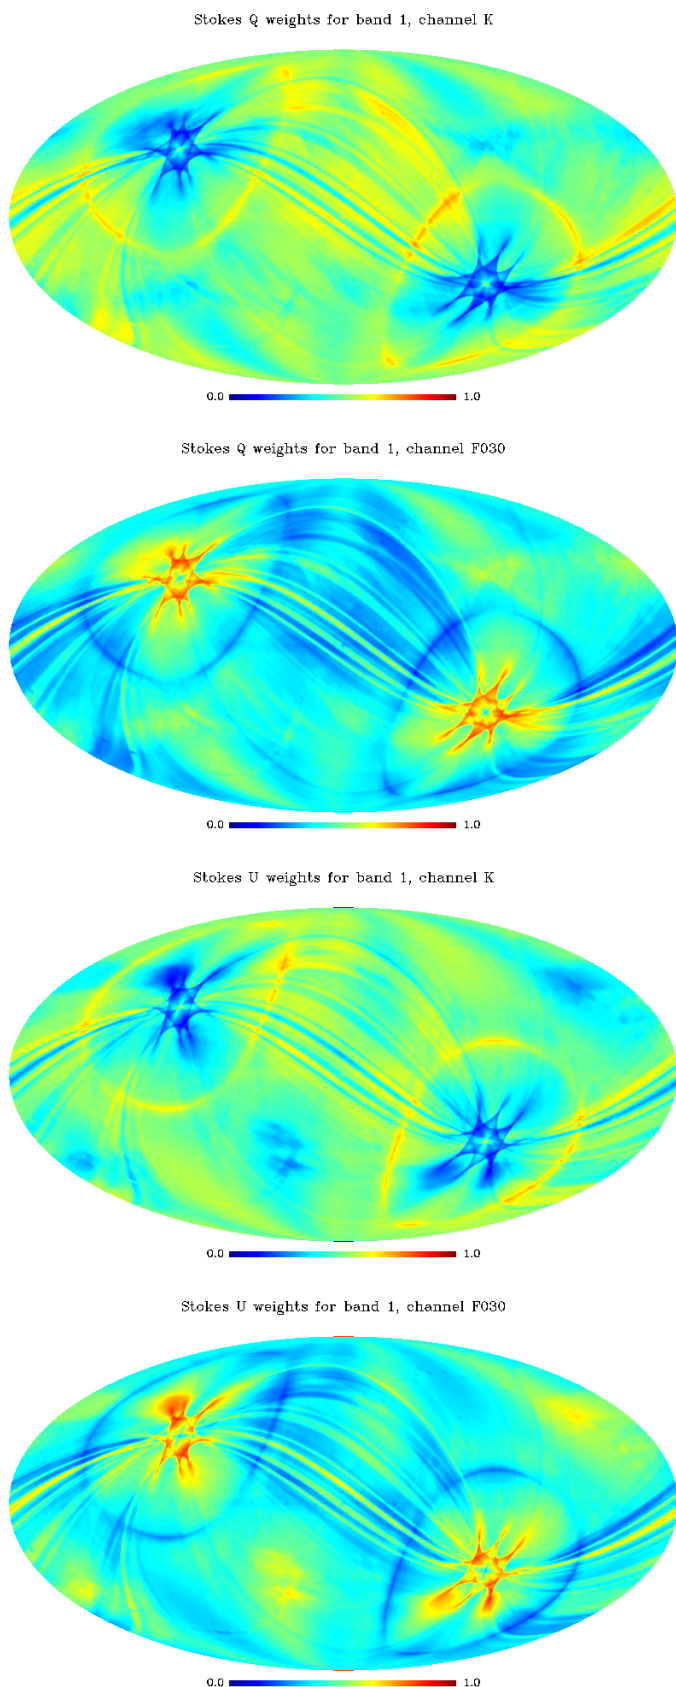 Stokes Q weights for band 1, channel K
0.0 1.0
Stokes Q weights for band 1, channel F030
0.0 1.0
Stokes U weights for band 1, channel K
0.0 1.0
Stokes U weights for band 1, channel F030
0.0 1.0